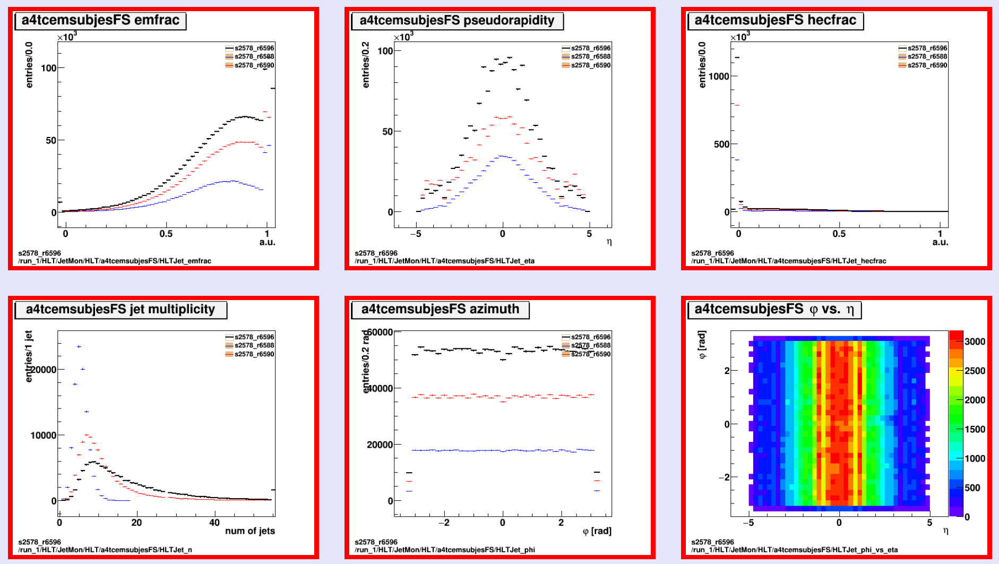 a4tcemsubjesFS emfrac
×10³
entries/0.0
s2578_r6596
s2578_r6588
s2578_r6590
100
50
0
0
0.5
1
a.u.
s2578_r6596
/run_1/HLT/JetMon/HLT/a4tcemsubjesFS/HLTJet_emfrac
a4tcemsubjesFS pseudorapidity
×10³
entries/0.2
s2578_r6596
s2578_r6588
s2578_r6590
100
50
0
−5
0
5
η
s2578_r6596
/run_1/HLT/JetMon/HLT/a4tcemsubjesFS/HLTJet_eta
a4tcemsubjesFS hecfrac
×10³
entries/0.0
s2578_r6596
s2578_r6588
s2578_r6590
1000
500
0
0
0.5
1
a.u.
s2578_r6596
/run_1/HLT/JetMon/HLT/a4tcemsubjesFS/HLTJet_hecfrac
a4tcemsubjesFS jet multiplicity
entries/1 jet
s2578_r6596
s2578_r6588
s2578_r6590
20000
10000
0
0
20
40
num of jets
s2578_r6596
/run_1/HLT/JetMon/HLT/a4tcemsubjesFS/HLTJet_n
a4tcemsubjesFS azimuth
entries/0.2 rad
s2578_r6596
s2578_r6588
s2578_r6590
60000
40000
20000
0
−2
0
2
φ [rad]
s2578_r6596
/run_1/HLT/JetMon/HLT/a4tcemsubjesFS/HLTJet_phi
a4tcemsubjesFS φ vs. η
φ [rad]
2
0
−2
−5
0
5
η
3000
2500
2000
1500
1000
500
0
s2578_r6596
/run_1/HLT/JetMon/HLT/a4tcemsubjesFS/HLTJet_phi_vs_eta